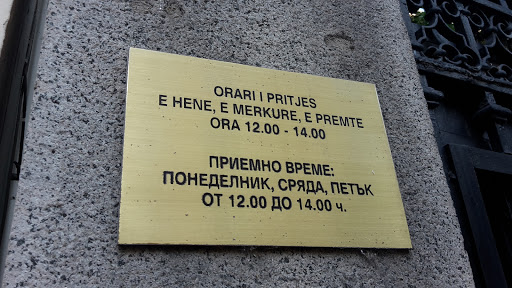 ORARI I PRITJES
E HENE, E MERKURE, E PREMTE
ORA 12.00 - 14.00
ПРИЕМНО ВРЕМЕ:
ПОНЕДЕЛНИК, СРЯДА, ПЕТЪК
ОТ 12.00 ДО 14.00 ч.